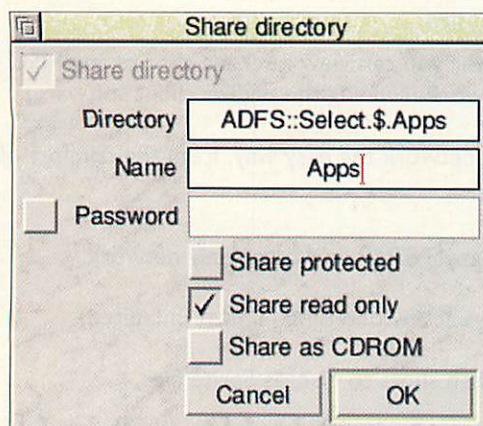 Share directory
Share directory
Directory ADFS::Select.$.Apps
Name Apps
Password
Share protected
Share read only
Share as CDROM
Cancel OK